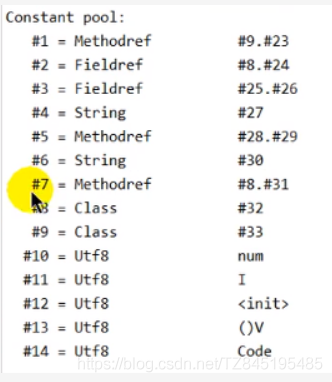 Constant pool:
#1 = Methodref #9.#23
#2 = Fieldref #8.#24
#3 = Fieldref #25.#26
#4 = String #27
#5 = Methodref #28.#29
#6 = String #30
#7 = Methodref #8.#31
#8 = Class #32
#9 = Class #33
#10 = Utf8 num
#11 = Utf8 I
#12 = Utf8 <init>
#13 = Utf8 ()V
#14 = Utf8 Code
https://blog.csdn.net/TZ845195485